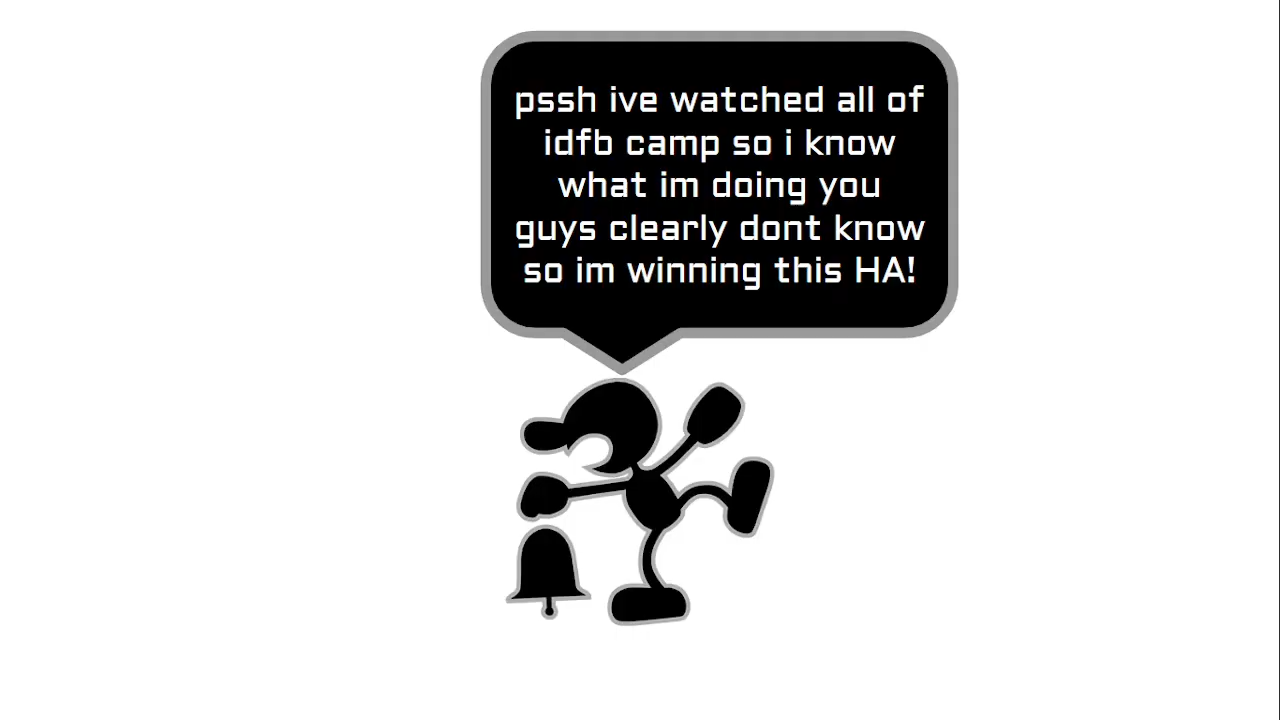 pssh ive watched all of
idfb camp so i know
what im doing you
guys clearly dont know
so im winning this HA!